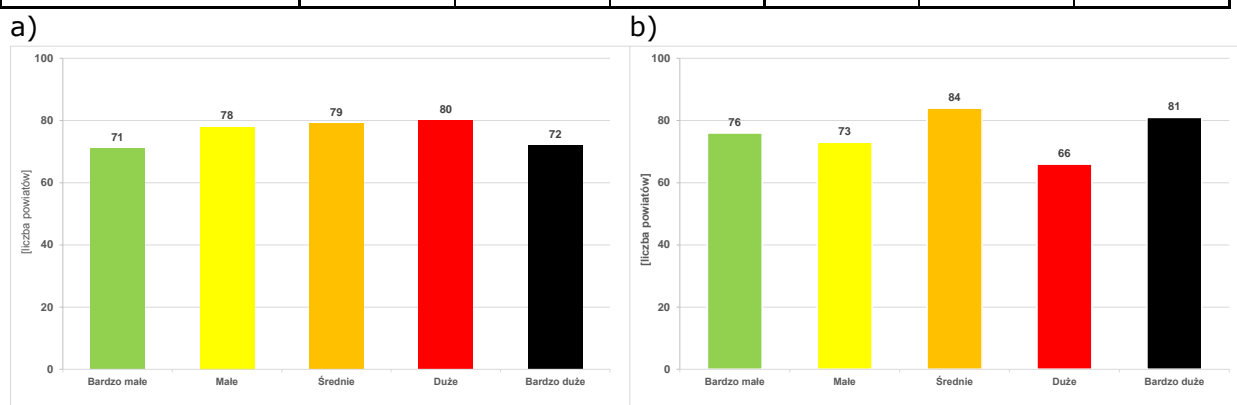 a)
b)
100
80
60
40
20
0
[liczba powiatów]
71
78
79
80
72
Bardzo małe
Małe
Średnie
Duże
Bardzo duże
100
80
60
40
20
0
[liczba powiatów]
76
73
84
66
81
Bardzo małe
Małe
Średnie
Duże
Bardzo duże